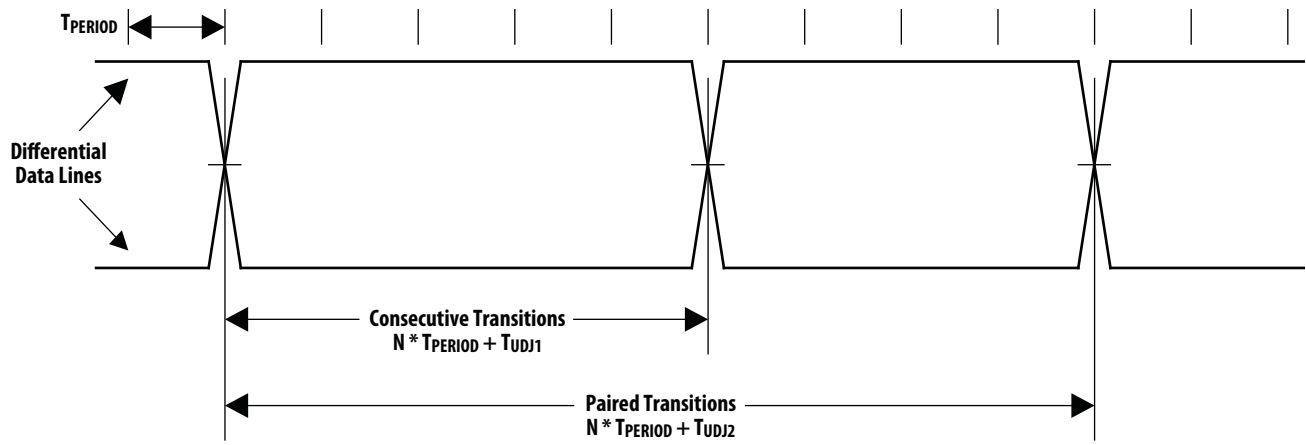 TPERIOD
Differential
Data Lines
Consecutive Transitions
N * TPERIOD + TUDJ1
Paired Transitions
N * TPERIOD + TUDJ2